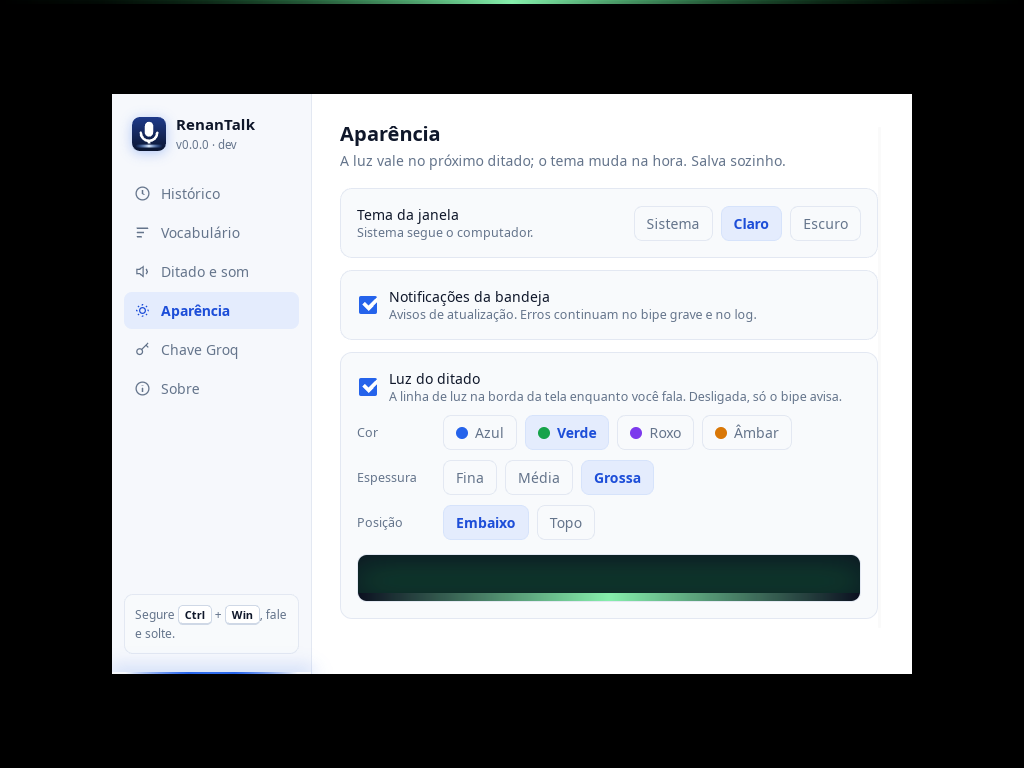 RenanTalk
v0.0.0 · dev
Histórico
Vocabulário
Ditado e som
Aparência
Chave Groq
Sobre
Segure Ctrl + Win, fale
e solte.
Aparência
A luz vale no próximo ditado; o tema muda na hora. Salva sozinho.
Tema da janela
Sistema segue o computador.
Sistema Claro Escuro
Notificações da bandeja
Avisos de atualização. Erros continuam no bipe grave e no log.
Luz do ditado
A linha de luz na borda da tela enquanto você fala. Desligada, só o bipe avisa.
Cor Azul Verde Roxo Âmbar
Espessura Fina Média Grossa
Posição Embaixo Topo